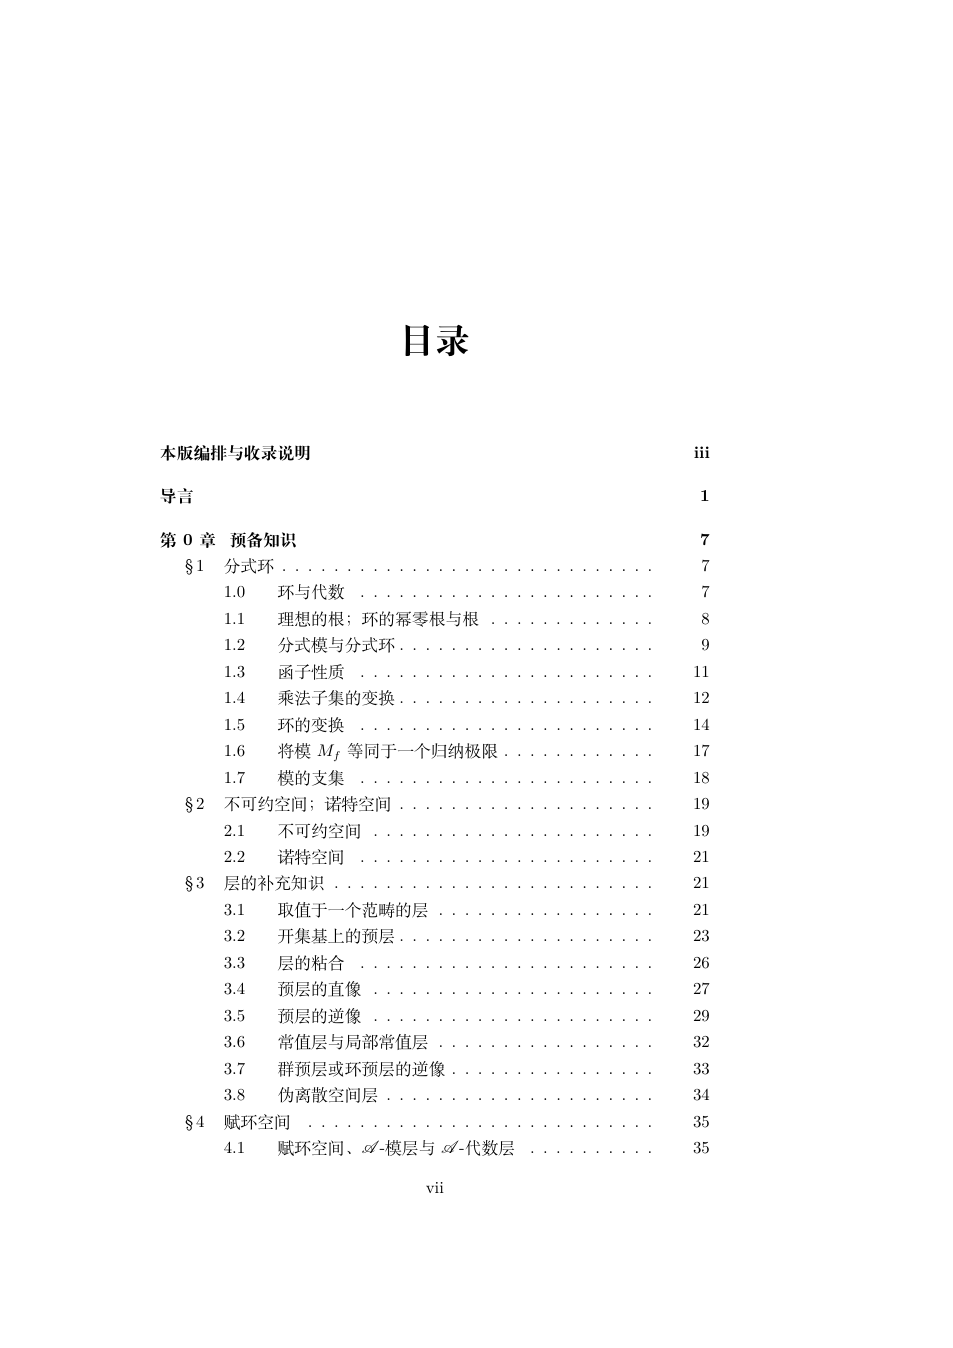 目录
本版编排与收录说明 iii
导言 1
第 0 章 预备知识 7
§1 分式环 . . . . . . . . . . . . . . . . . . . . . . . . . . . . . 7
1.0 环与代数 . . . . . . . . . . . . . . . . . . . . . . . 7
1.1 理想的根；环的幂零根与根 . . . . . . . . . . . . . 8
1.2 分式模与分式环 . . . . . . . . . . . . . . . . . . . . 9
1.3 函子性质 . . . . . . . . . . . . . . . . . . . . . . . 11
1.4 乘法子集的变换 . . . . . . . . . . . . . . . . . . . . 12
1.5 环的变换 . . . . . . . . . . . . . . . . . . . . . . . 14
1.6 将模 M_f 等同于一个归纳极限 . . . . . . . . . . . . 17
1.7 模的支集 . . . . . . . . . . . . . . . . . . . . . . . 18
§2 不可约空间；诺特空间 . . . . . . . . . . . . . . . . . . . . 19
2.1 不可约空间 . . . . . . . . . . . . . . . . . . . . . . 19
2.2 诺特空间 . . . . . . . . . . . . . . . . . . . . . . . 21
§3 层的补充知识 . . . . . . . . . . . . . . . . . . . . . . . . . 21
3.1 取值于一个范畴的层 . . . . . . . . . . . . . . . . . 21
3.2 开集基上的预层 . . . . . . . . . . . . . . . . . . . . 23
3.3 层的粘合 . . . . . . . . . . . . . . . . . . . . . . . 26
3.4 预层的直像 . . . . . . . . . . . . . . . . . . . . . . 27
3.5 预层的逆像 . . . . . . . . . . . . . . . . . . . . . . 29
3.6 常值层与局部常值层 . . . . . . . . . . . . . . . . . 32
3.7 群预层或环预层的逆像 . . . . . . . . . . . . . . . . 33
3.8 伪离散空间层 . . . . . . . . . . . . . . . . . . . . . 34
§4 赋环空间 . . . . . . . . . . . . . . . . . . . . . . . . . . . 35
4.1 赋环空间、𝒜-模层与 𝒜-代数层 . . . . . . . . . . 35
vii